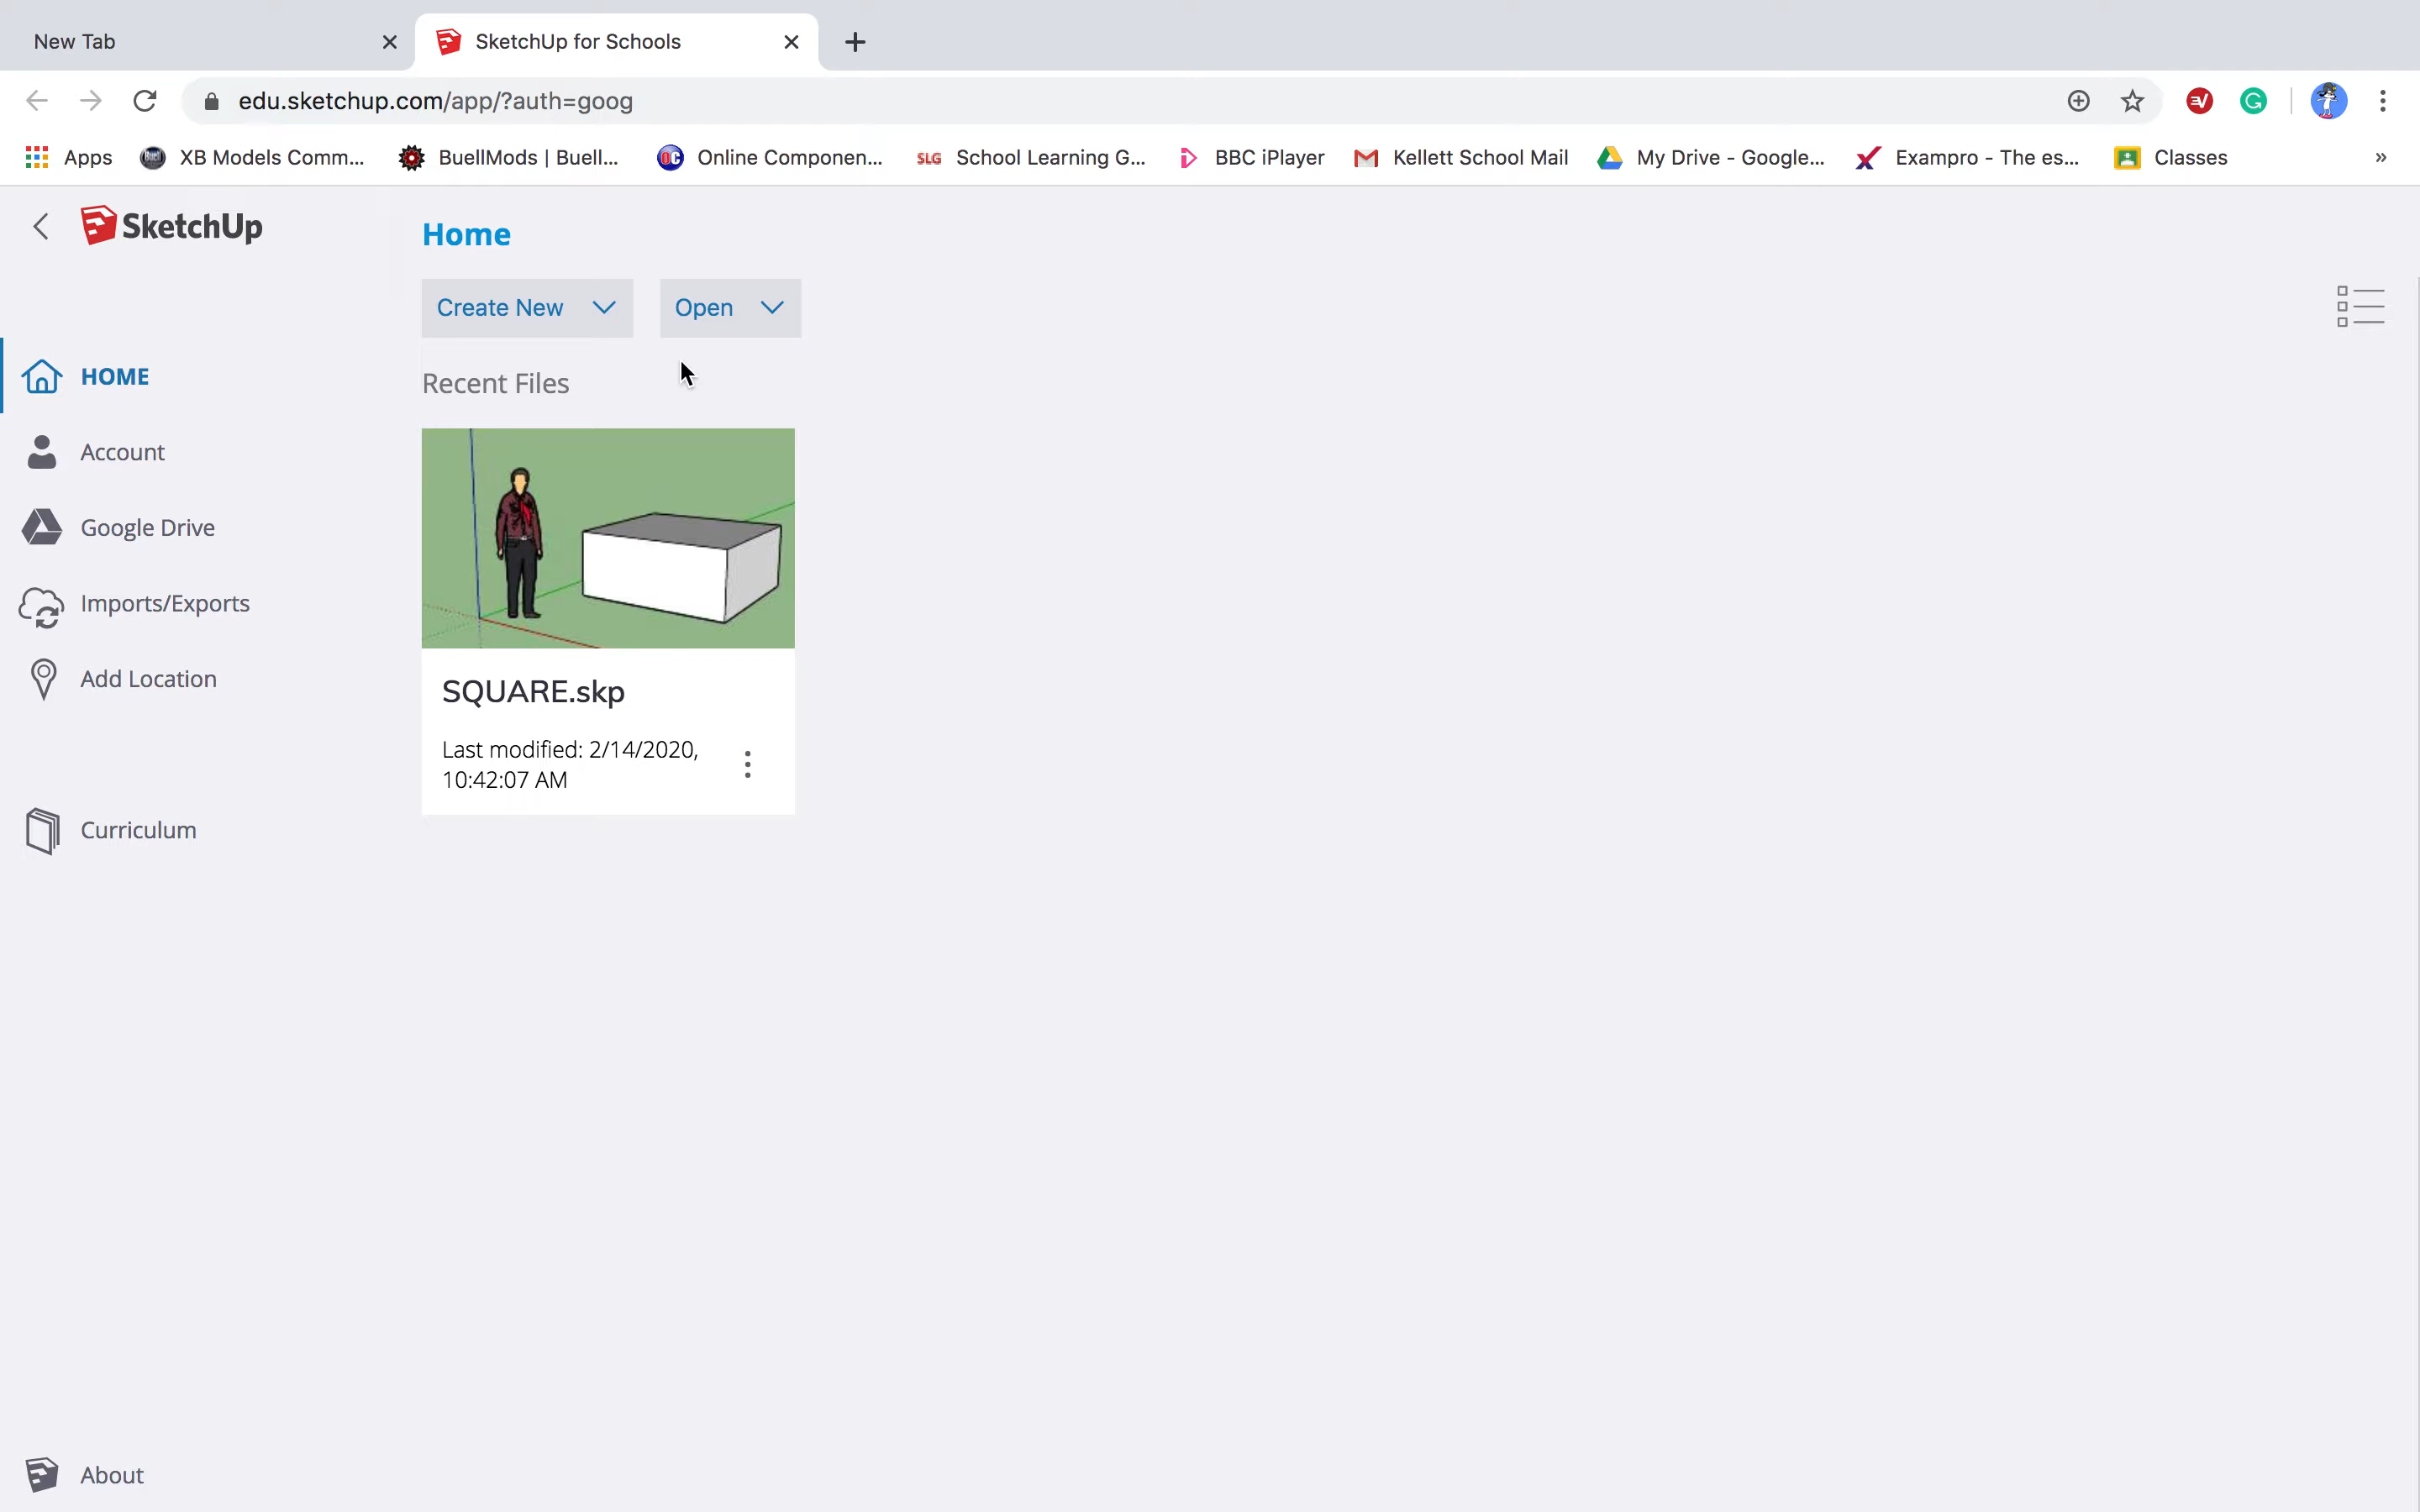 New Tab
SketchUp for Schools
edu.sketchup.com/app/?auth=goog
Apps
XB Models Comm...
BuellMods | Buell...
OC
Online Componen...
SLG
School Learning G...
BBC iPlayer
Kellett School Mail
My Drive - Google...
Exampro - The es...
Classes
»
SketchUp
Home
Create New
Open
HOME
Recent Files
Account
Google Drive
Imports/Exports
Add Location
SQUARE.skp
Last modified: 2/14/2020,
10:42:07 AM
Curriculum
About